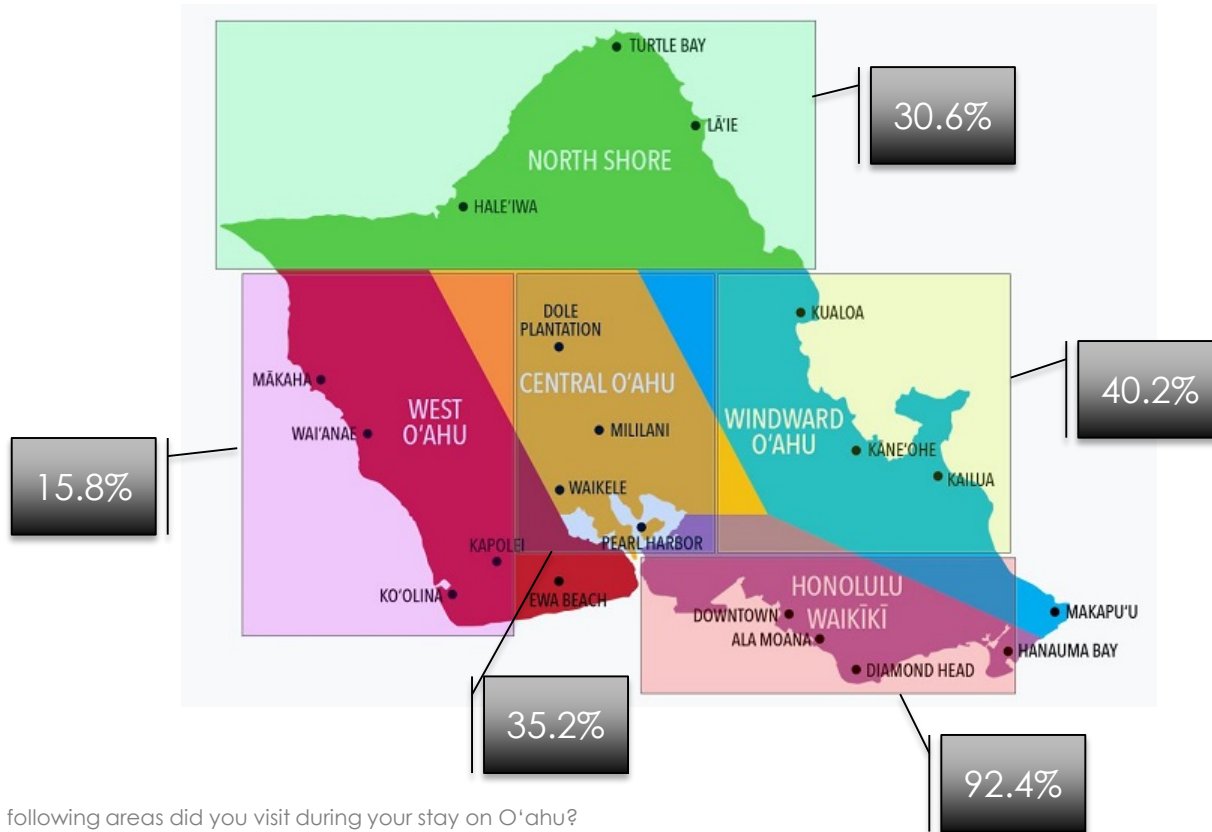 TURTLE BAY
LĀ‘IE
30.6%
NORTH SHORE
HALE‘IWA
DOLE
PLANTATION
KUALOA
MĀKAHA
CENTRAL O‘AHU
40.2%
WEST
O‘AHU
WAI‘ANAE
MILILANI
WINDWARD
O‘AHU
KĀNE‘OHE
KAILUA
15.8%
WAIKELE
PEARL HARBOR
KAPOLEI
KO‘OLINA
EWA BEACH
HONOLULU
WAIKĪKĪ
DOWNTOWN
ALA MOANA
MAKAPU‘U
HANAUMA BAY
DIAMOND HEAD
35.2%
92.4%
following areas did you visit during your stay on O‘ahu?